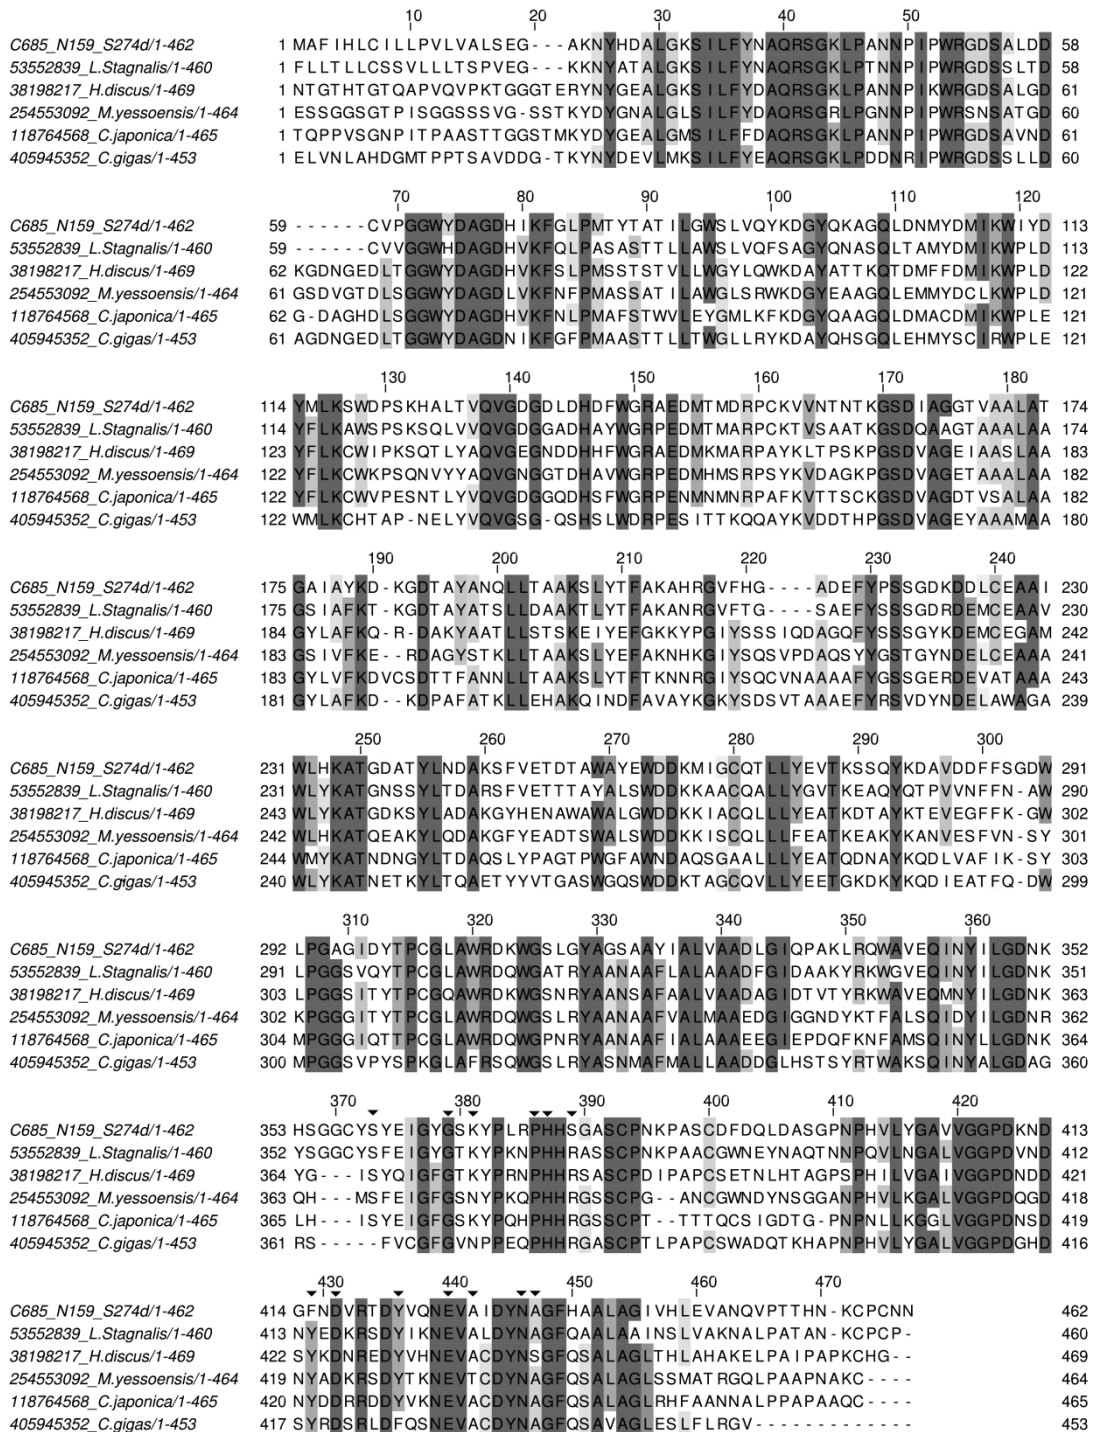 10 20 30 40 50
C685_N159_S274d/1-462 1 MAFIHLCILLPVLVALSEG---AKNYHDALGKSILFYNAQRSGKLPANNPIPWRGDSALDD 58
53552839_L.Stagnalis/1-460 1 FLLTLLCSSVLLLTSPVEG---KKNYATALGKSILFYNAQRSGKLPTNNPIPWRGDSSLTD 58
38198217_H.discus/1-469 1 NTGTHTGTQAPVQVPKTGGGTERYNYGEALGKSILFYDAQRSGKLPANNPIKWRGDSALGD 61
254553092_M.yessoensis/1-464 1 ESSGGSGTPISGGSSSVG-SSTKYDYGNALGLSILFYDAQRSGRLPGNNPIKWRSNSATGD 60
118764568_C.japonica/1-465 1 TQPPVSGNPITPAASTTGGSTMKYDYGEALGMSILFFDAQRSGKLPANNPIPWRGDSAVND 61
405945352_C.gigas/1-453 1 ELVNLAHDGMTPPTSAVDDG-TKYNYDEVLMKSILFYEAQRSGKLPDDNRIPWRGDSSLLD 60
70 80 90 100 110 120
C685_N159_S274d/1-462 59 ------CVPGGWYDAGDHIKFGLPMTYTATILGWSLVQYKDGYQKAGQLDNMYDMIKWIYD 113
53552839_L.Stagnalis/1-460 59 ------CVVGGWHDAGDHVKFQLPASASTTLLAWSLVQFSAGYQNASQLTAMYDMIKWPLD 113
38198217_H.discus/1-469 62 KGDNGEDLTGGWYDAGDHVKFSLPMSSTSTVLLWGYLQWKDAYATTKQTDMFFDMIKWPLD 122
254553092_M.yessoensis/1-464 61 GSDVGTDLSGGWYDAGDLVKFNFPMASSATILAWGLSRWKDGYEAAGQLEMMYDCLKWPLD 121
118764568_C.japonica/1-465 62 G-DAGHDLSGGWYDAGDHVKFNLPMAFSTWVLEYGMLKFKDGYQAAGQLDMACDMIKWPLE 121
405945352_C.gigas/1-453 61 AGDNGEDLTGGWYDAGDNIKFGFPMAASTTLLTWGLLRYKDAYQHSGQLEHMYSCIRWPLE 121
130 140 150 160 170 180
C685_N159_S274d/1-462 114 YMLKSWDPSKHALTVQVGDGDLDHDFWGRAEDMTMDRPCKVVNTNTKGSDIAGGTVAALAT 174
53552839_L.Stagnalis/1-460 114 YFLKAWSPSKSQLVVQVGDGGADHAYWGRPEDMTMARPCKTVSAATKGSDQAAGTAAALAA 174
38198217_H.discus/1-469 123 YFLKCWIPKSQTLYAQVGEGNDDHHFWGRAEDMKMARPAYKLTPSKPGSDVAGEIAASLAA 183
254553092_M.yessoensis/1-464 122 YFLKCWKPSQNVYYAQVGNGGTDHAVWGRPEDMHMSRPSYKIDAGKPGSDVAGETAAALAA 182
118764568_C.japonica/1-465 122 YFLKCWVPESNTLYVQVGDGGQDHSFWGRPENMNMNRPAFKVTTSCKGSDVAGDTVSALAA 182
405945352_C.gigas/1-453 122 WMLKCHTAP-NELYVQVGSG-QSHSLWDRPESITTKQQAYKVDDTHPGSDVAGEYAAAMAA 180
190 200 210 220 230 240
C685_N159_S274d/1-462 175 GAIAYKD-KGDTAYANQLLTAAKSLYTFAKAHRGVFHG----ADEFYPSSGDKDDLCEAAI 230
53552839_L.Stagnalis/1-460 175 GSIAFKT-KGDTAYATSLLDAAKTLYTFAKANRGVFTG----SAEFYSSSGDRDEMCEAAV 230
38198217_H.discus/1-469 184 GYLAFKQ-R-DAKYAATLLSTSKEIYEFGKKYPGIYSSSIQDAGQFYSSSGYKDEMCEGAM 242
254553092_M.yessoensis/1-464 183 GSIVFKE--RDAGYSTKLLTAAKSLYEFAKNHKGIYSQSVPDAQSYYGSTGYNDELCEAAA 241
118764568_C.japonica/1-465 183 GYLVFKDVCSDTTFANNLLTAAKSLYTFTKNNRGIYSQCVNAAAAFYGSSGERDEVATAAA 243
405945352_C.gigas/1-453 181 GYLAFKD--KDPAFATKLLEHAKQINDFAVAYKGKYSDSVTAAAEFYRSVDYNDELAWAGA 239
250 260 270 280 290 300
C685_N159_S274d/1-462 231 WLHKATGDATYLNDAKSFVETDTAWAYEWDDKMIGCQTLLYEVTKSSQYKDAVDDFFSGDW 291
53552839_L.Stagnalis/1-460 231 WLYKATGNSSYLTDARSFVETTTAYALSWDDKKAACQALLYGVTKEAQYQTPVVNFFN-AW 290
38198217_H.discus/1-469 243 WLYKATGDKSYLADAKGYHENAWAWALGWDDKKIACQLLLYEATKDTAYKTEVEGFFK-GW 302
254553092_M.yessoensis/1-464 242 WLHKATQEAKYLQDAKGFYEADTSWALSWDDKKISCQLLLFEATKEAKYKANVESFVN-SY 301
118764568_C.japonica/1-465 244 WMYKATNDNGYLTDAQSLYPAGTPWGFAWNDAQSGAALLLYEATQDNAYKQDLVAFIK-SY 303
405945352_C.gigas/1-453 240 WLYKATNETKYLTQAETYYVTGASWGQSWDDKTAGCQVLLYEETGKDKYKQDIEATFQ-DW 299
310 320 330 340 350 360
C685_N159_S274d/1-462 292 LPGAGIDYTPCGLAWRDKWGSLGYAGSAAYIALVAADLGIQPAKLRQWAVEQINYILGDNK 352
53552839_L.Stagnalis/1-460 291 LPGGSVQYTPCGLAWRDQWGATRYAANAAFLALAAADFGIDAAKYRKWGVEQINYILGDNK 351
38198217_H.discus/1-469 303 LPGGSITYTPCGQAWRDKWGSNRYAANSAFAALVAADAGIDTVTYRKWAVEQMNYILGDNK 363
254553092_M.yessoensis/1-464 302 KPGGGITYTPCGLAWRDQWGSLRYAANAAFVALMAAEDGIGGNDYKTFALSQIDYILGDNR 362
118764568_C.japonica/1-465 304 MPGGGIQTTPCGLAWRDQWGPNRYAANAAFIALAAAEEGIEPDQFKNFAMSQINYLLGDNK 364
405945352_C.gigas/1-453 300 MPGGSVPYSPKGLAFRSQWGSLRYASNMAFMALLAADDGLHSTSYRTWAKSQINYALGDAG 360
370 380 390 400 410 420
C685_N159_S274d/1-462 353 HSGGCYSYEIGYGSKYPLRPHHSGASCPNKPASCDFDQLDASGPNPHVLYGAVVGGPDKND 413
53552839_L.Stagnalis/1-460 352 YSGGCYSFEIGYGTKYPKNPHHRASSCPNKPAACGWNEYNAQTNNPQVLNGALVGGPDVND 412
38198217_H.discus/1-469 364 YG---ISYQIGFGTKYPRNPHHRSASCPDIPAPCSETNLHTAGPSPHILVGAIVGGPDNDD 421
254553092_M.yessoensis/1-464 363 QH---MSFEIGFGSNYPKQPHHRGSSCPG--ANCGWNDYNSGGANPHVLKGALVGGPDQGD 418
118764568_C.japonica/1-465 365 LH---ISYEIGFGSKYPQHPHHRGSSCPT--TTTQCSIGDTG-PNPNLLKGGLVGGPDNSD 419
405945352_C.gigas/1-453 361 RS-----FVCGFGVNPPEQPHHRGASCPTLPAPCSWADQTKHAPNPHVLYGALVGGPDGHD 416
430 440 450 460 470
C685_N159_S274d/1-462 414 GFNDVRTDYVQNEVAIDYNAGFHAALAGIVHLEVANQVPTTHN-KCPCNN 462
53552839_L.Stagnalis/1-460 413 NYEDKRSDYIKNEVALDYNAGFQAALAAINSLVAKNALPATAN-KCPCP- 460
38198217_H.discus/1-469 422 SYKDNREDYVHNEVACDYNSGFQSALAGLTHLAHAKELPAIPAPKCHG-- 469
254553092_M.yessoensis/1-464 419 NYADKRSDYTKNEVTCDYNAGFQSALAGLSSMATRGQLPAAPNAKC---- 464
118764568_C.japonica/1-465 420 NYDDRRDDYVKNEVACDYNAGFQSALAGLRHFAANNALPPAPAAQC---- 465
405945352_C.gigas/1-453 417 SYRDSRLDFQSNEVACDYNAGFQSAVAGLESLFLRGV------------- 453